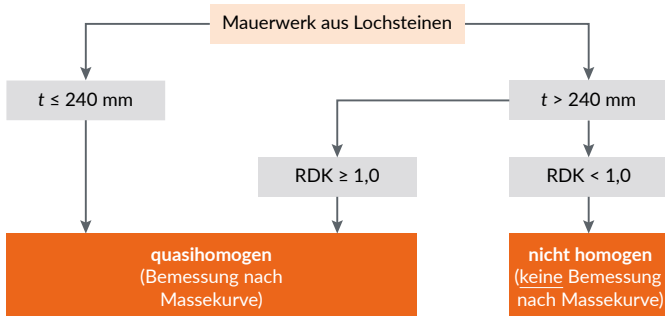 Mauerwerk aus Lochsteinen
t ≤ 240 mm
t > 240 mm
RDK ≥ 1,0
RDK < 1,0
quasihomogen
(Bemessung nach
Massekurve)
nicht homogen
(keine Bemessung
nach Massekurve)